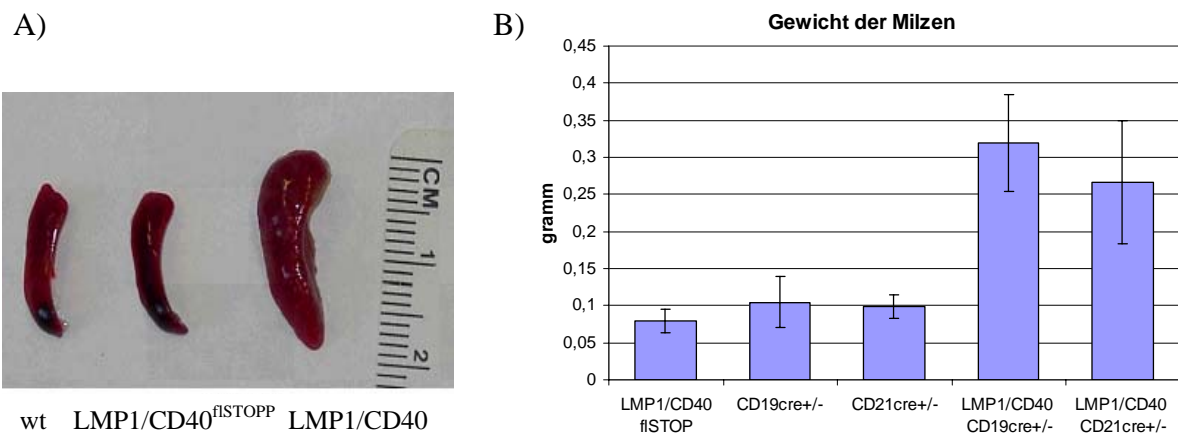 A)
CM
1
2
wt LMP1/CD40flSTOPP LMP1/CD40
B)
Gewicht der Milzen
gramm
0,45
0,4
0,35
0,3
0,25
0,2
0,15
0,1
0,05
0
LMP1/CD40
flSTOP
CD19cre+/-
CD21cre+/-
LMP1/CD40
CD19cre+/-
LMP1/CD40
CD21cre+/-